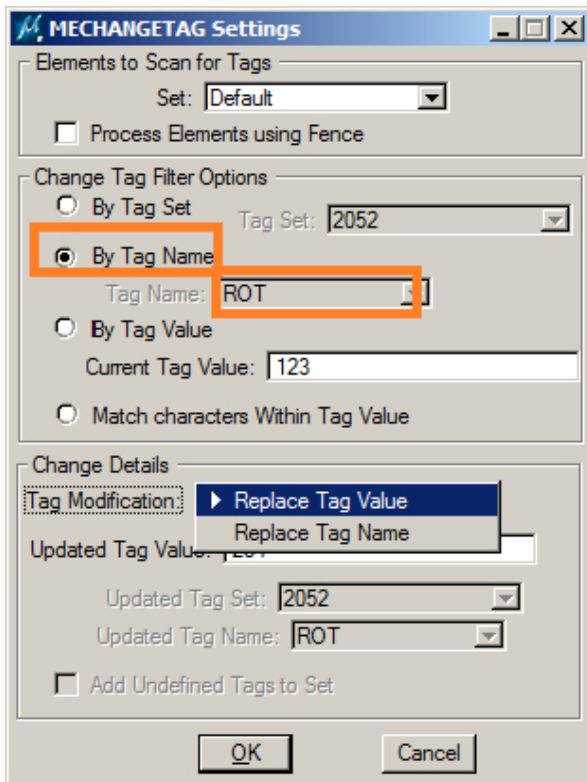 MECHANGETAG Settings
Elements to Scan for Tags
Set: Default
Process Elements using Fence
Change Tag Filter Options
By Tag Set
Tag Set: 2052
By Tag Name
Tag Name: ROT
By Tag Value
Current Tag Value: 123
Match characters Within Tag Value
Change Details
Tag Modification: Replace Tag Value
Replace Tag Name
Updated Tag Value:
Updated Tag Set: 2052
Updated Tag Name: ROT
Add Undefined Tags to Set
OK Cancel